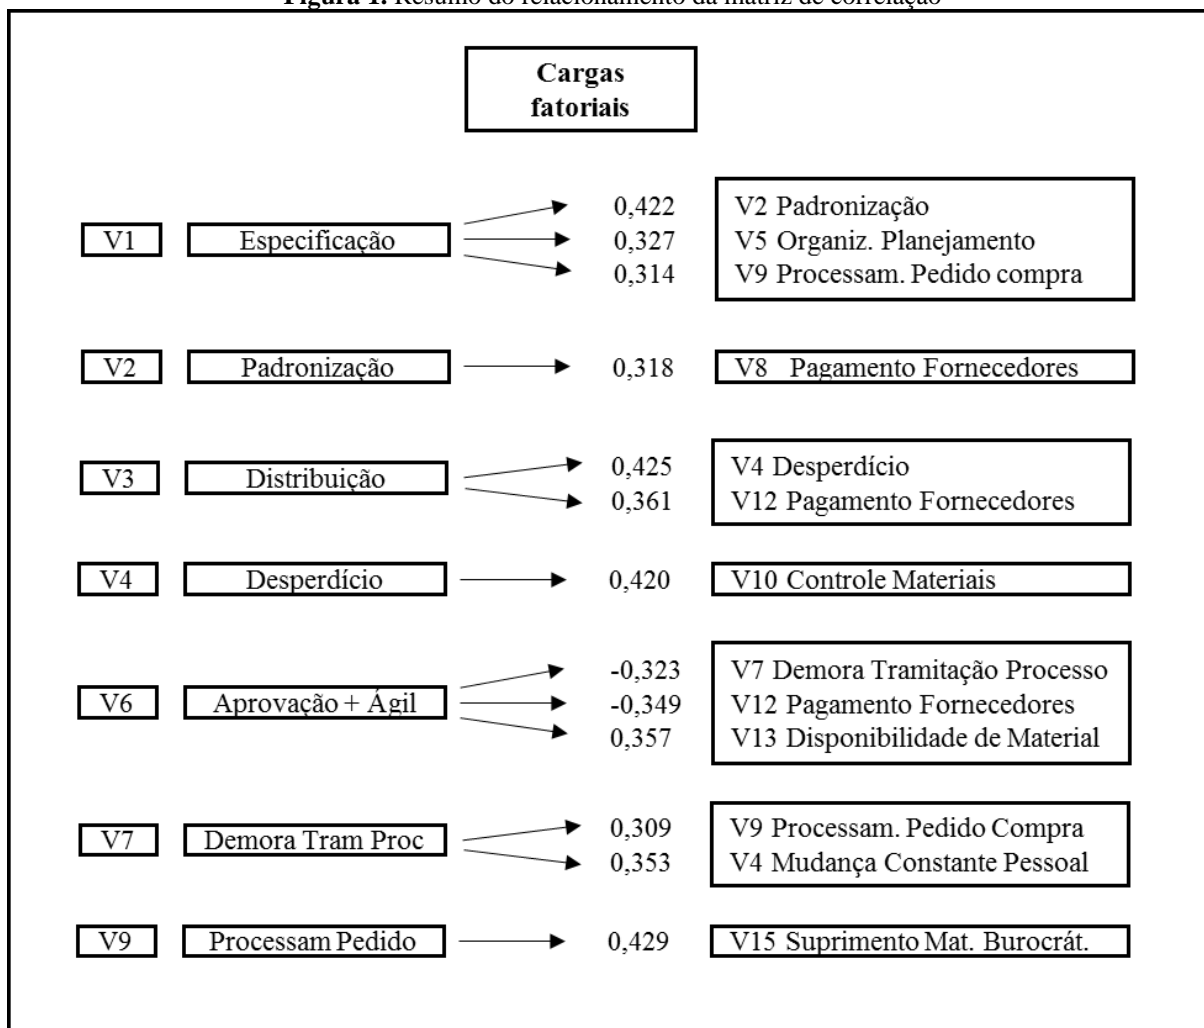 Figura 1. Resumo do relacionamento da matriz de correlação
Cargas
fatoriais
0,422 V2 Padronização
V1 Especificação 0,327 V5 Organiz. Planejamento
0,314 V9 Processam. Pedido compra
V2 Padronização 0,318 V8 Pagamento Fornecedores
0,425 V4 Desperdício
V3 Distribuição
0,361 V12 Pagamento Fornecedores
V4 Desperdício 0,420 V10 Controle Materiais
-0,323 V7 Demora Tramitação Processo
V6 Aprovação + Ágil -0,349 V12 Pagamento Fornecedores
0,357 V13 Disponibilidade de Material
0,309 V9 Processam. Pedido Compra
V7 Demora Tram Proc
0,353 V4 Mudança Constante Pessoal
V9 Processam Pedido 0,429 V15 Suprimento Mat. Burocrát.